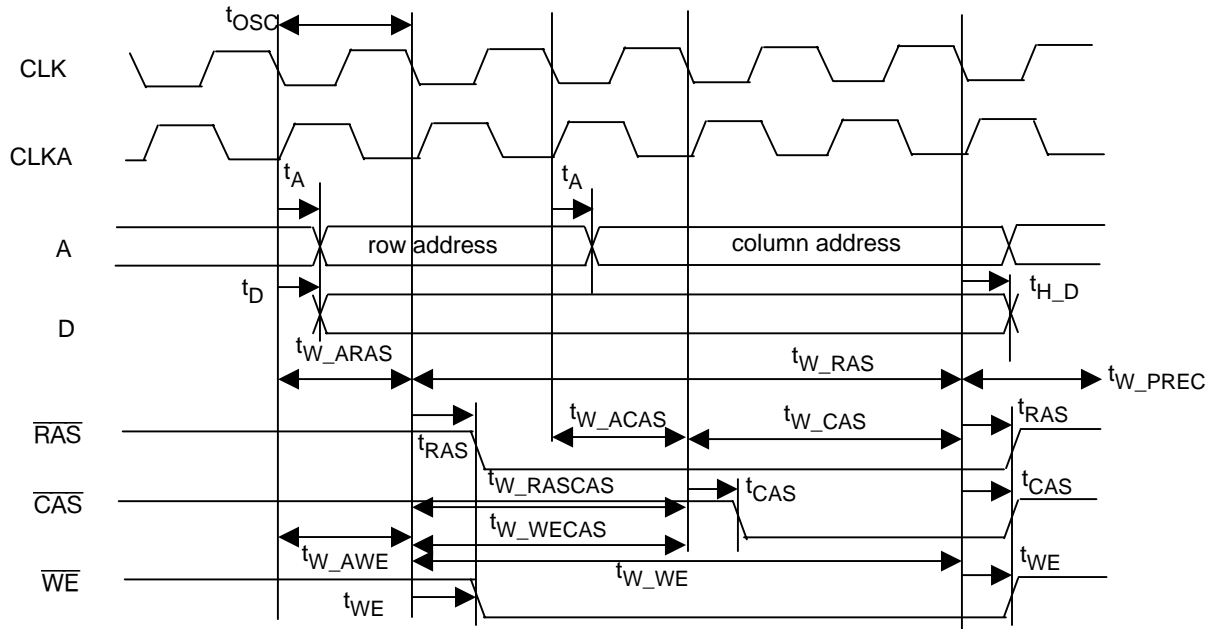 tOSC
CLK
CLKA
tA tA
A row address column address
tD tH_D
D
tW_ARAS tW_RAS tW_PREC
RAS tRAS tW_ACAS tW_CAS tRAS
CAS tW_RASCAS tCAS tCAS
tW_WECAS
tW_AWE tW_WE tWE
WE
tWE